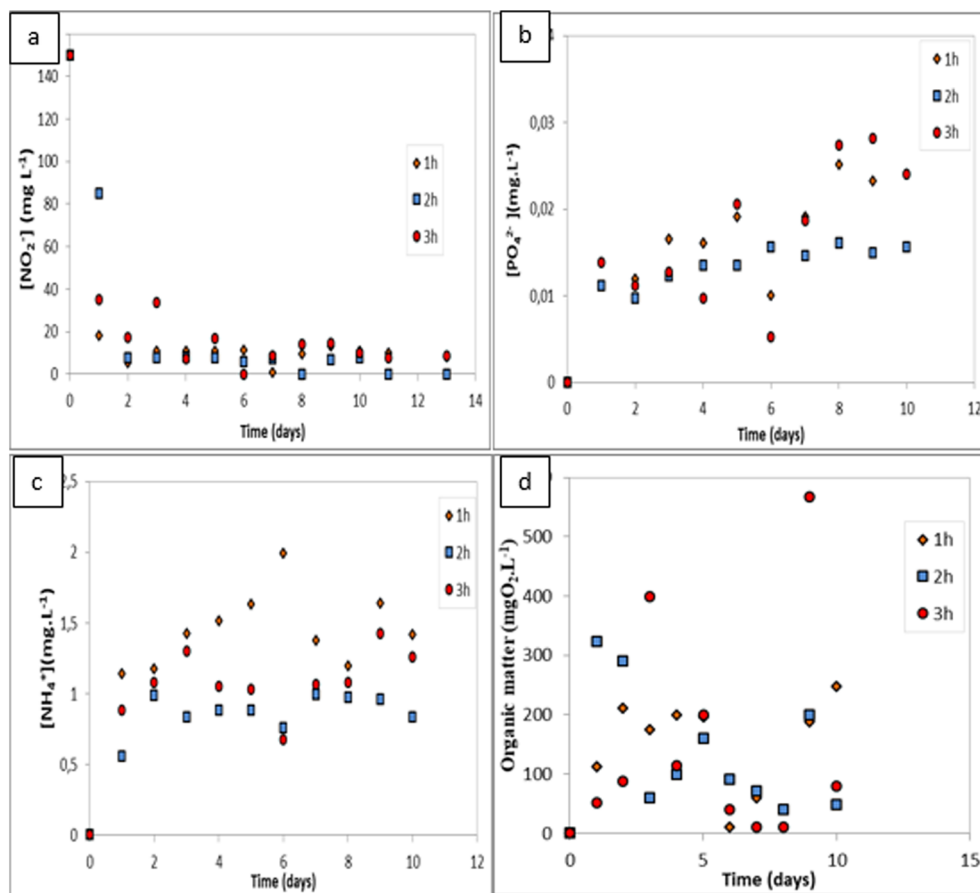 a
140
120
100
80
60
40
20
0
[NO₂⁻] (mg L⁻¹)
1h
2h
3h
0 2 4 6 8 10 12 14
Time (days)
b
0,03
0,02
0,01
0
[PO₄²⁻](mg.L⁻¹)
1h
2h
3h
0 2 4 6 8 10 12
Time (days)
c
2,5
2
1,5
1
0,5
0
[NH₄⁺](mg.L⁻¹)
1h
2h
3h
0 2 4 6 8 10 12
Time (days)
d
500
400
300
200
100
0
Organic matter (mgO₂.L⁻¹)
1h
2h
3h
0 5 10 15
Time (days)